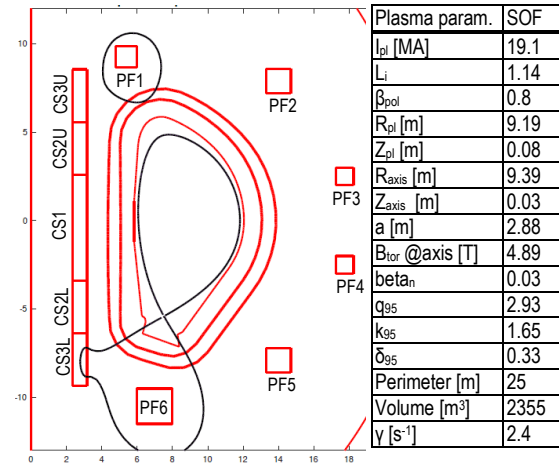 12
10
5
0
-5
-10
0 2 4 6 8 10 12 14 16 18
CS3U
CS2U
CS1
CS2L
CS3L
PF1
PF2
PF3
PF4
PF5
PF6
Plasma param. SOF
Ipl [MA] 19.1
Li 1.14
βpol 0.8
Rpl [m] 9.19
Zpl [m] 0.08
Raxis [m] 9.39
Zaxis [m] 0.03
a [m] 2.88
Btor @axis [T] 4.89
betan 0.03
q95 2.93
k95 1.65
δ95 0.33
Perimeter [m] 25
Volume [m³] 2355
γ [s-1] 2.4